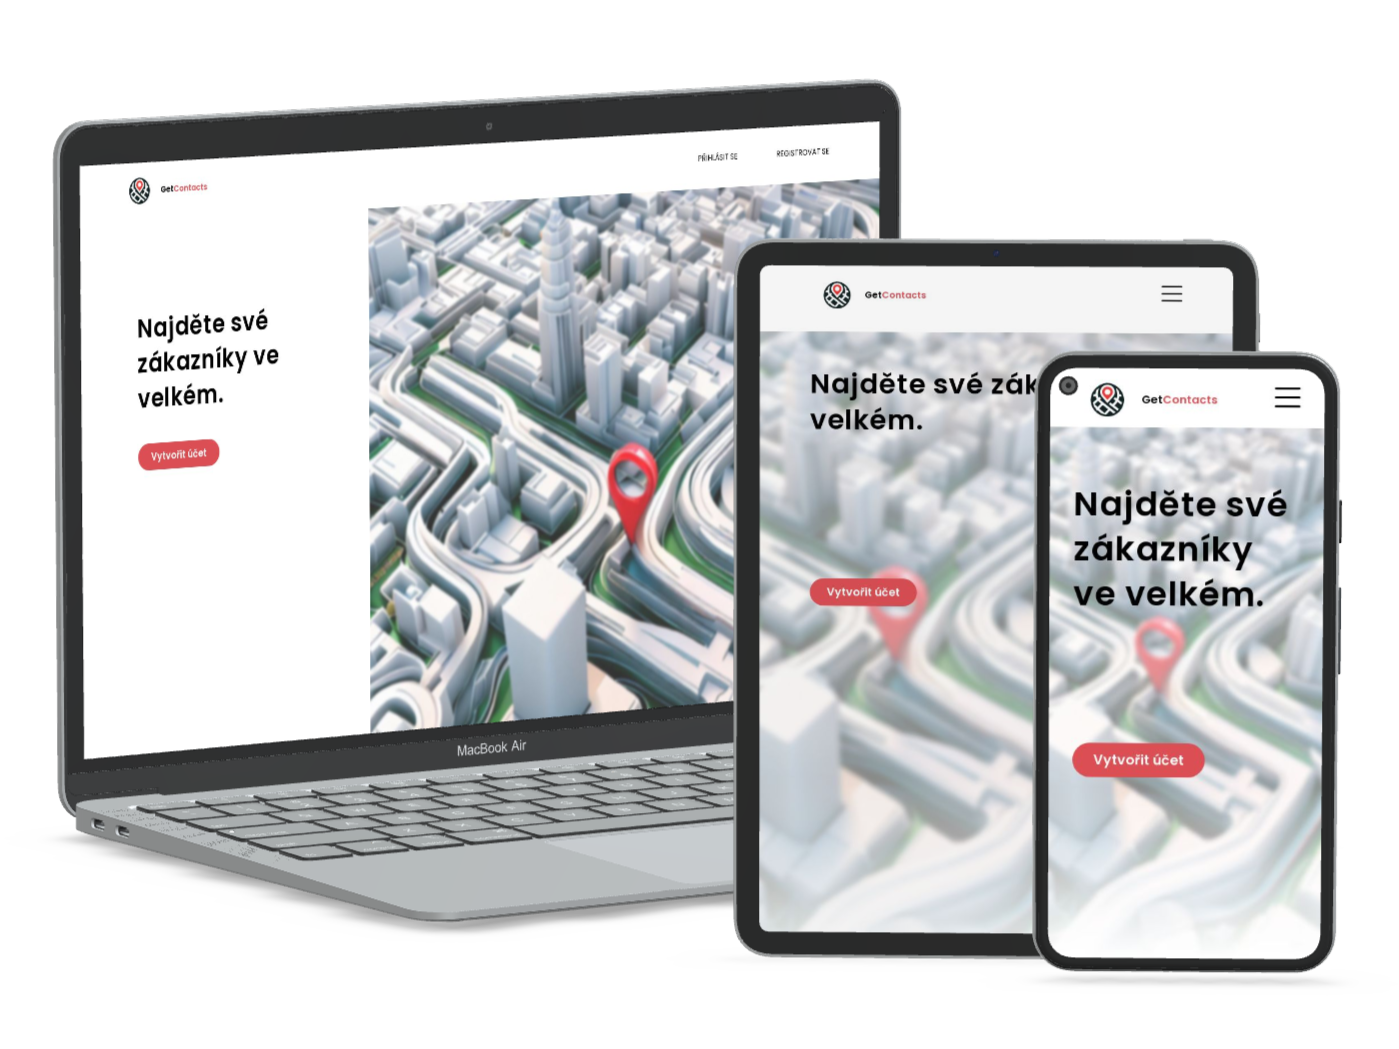 GetContacts
PŘIHLÁSIT SE
REGISTROVAT SE
Najděte své
zákazníky ve
velkém.
Vytvořit účet
MacBook Air
GetContacts
Najděte své zák
velkém.
Vytvořit účet
GetContacts
Najděte své
zákazníky
ve velkém.
Vytvořit účet